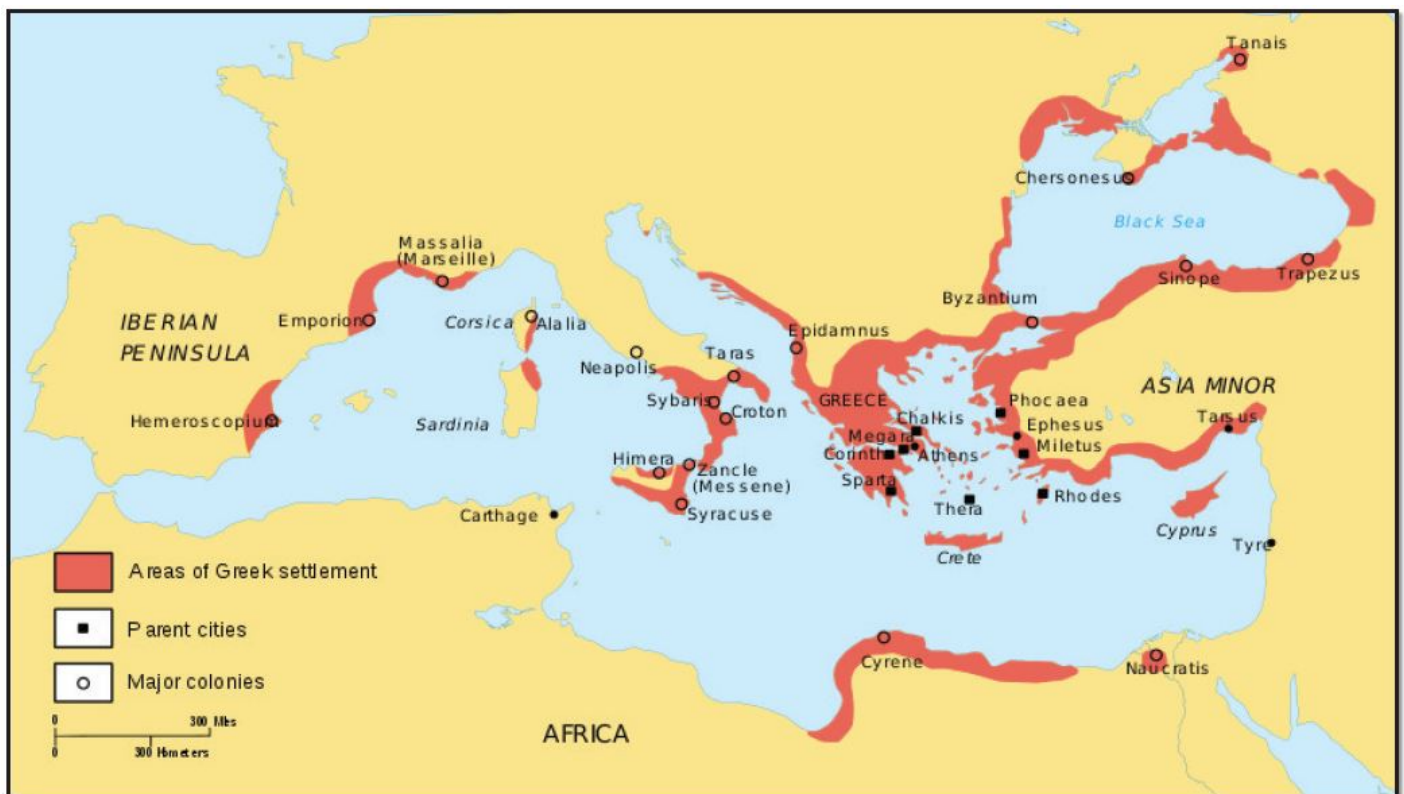 Tanais
Chersonesus
Black Sea
Massalia
(Marseille)
Sinope
Trapezus
Byzantium
IBERIAN
PENINSULA
Emporion
Corsica
Alalia
Epidamnus
Neapolis
Taras
ASIA MINOR
Sybaris
GREECE
Phocaea
Hemeroscopium
Sardinia
Croton
Chalkis
Tarsus
Megara
Ephesus
Corinth
Athens
Miletus
Himera
Zancle
(Messene)
Sparta
Rhodes
Syracuse
Thera
Carthage
Cyprus
Tyre
Crete
Areas of Greek settlement
Parent cities
Cyrene
Naucratis
Major colonies
0
300 Miles
0
300 Kilometers
AFRICA